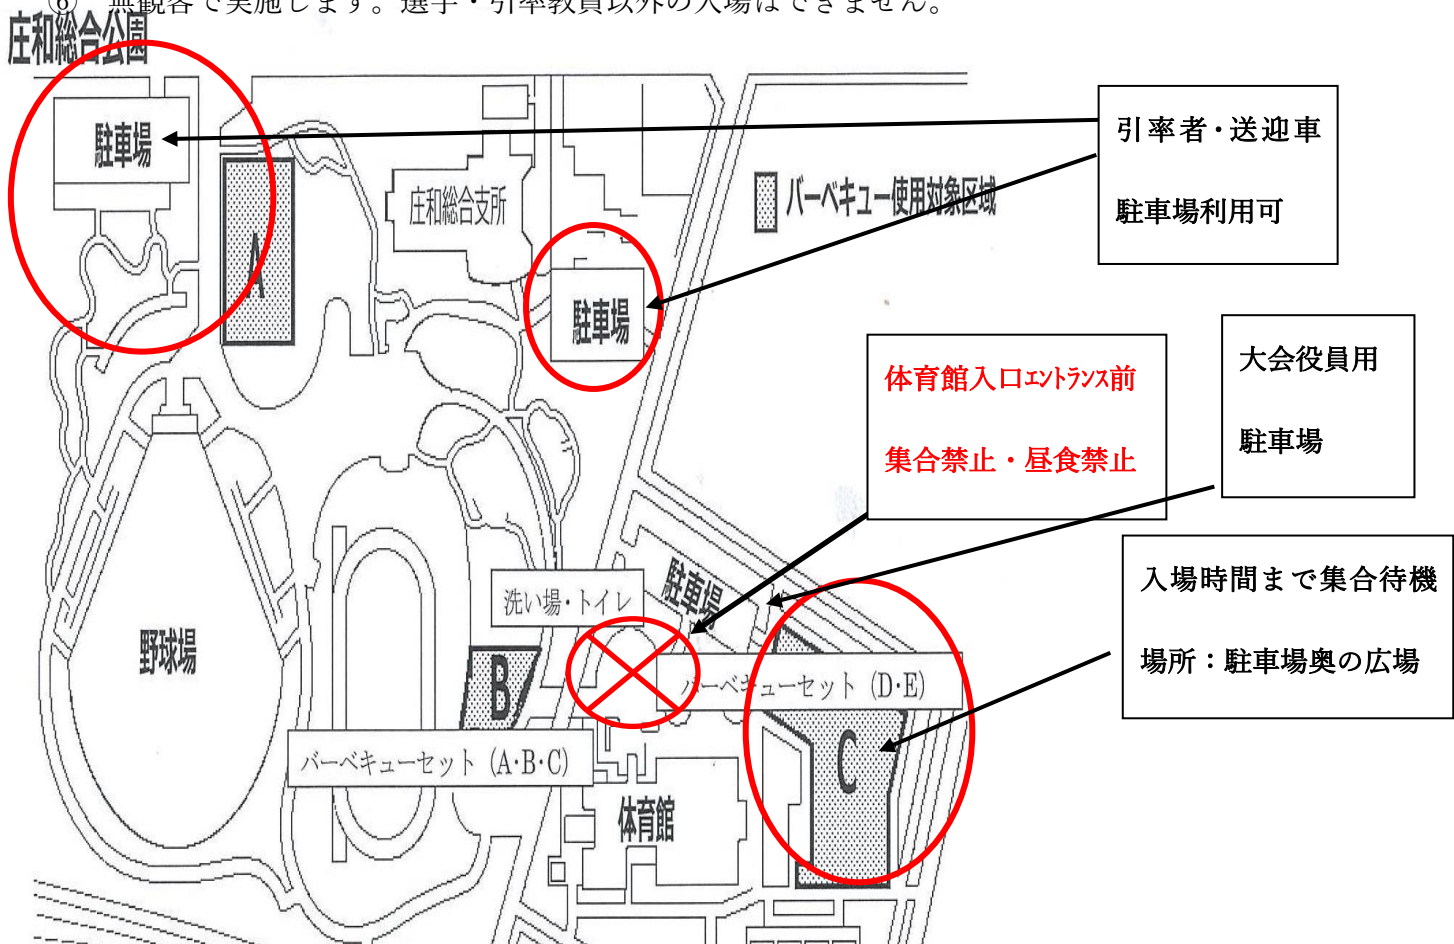 ⑥ 無観客で実施します。選手・引率教員以外の入場はできません。
庄和総合公園
駐車場
A
庄和総合支所
バーベキュー使用対象区域
引率者・送迎車
駐車場利用可
駐車場
体育館入口ｴﾝﾄﾗﾝｽ前
集合禁止・昼食禁止
大会役員用
駐車場
入場時間まで集合待機
場所：駐車場奥の広場
駐車場
洗い場・トイレ
野球場
B
バーベキューセット（D・E）
バーベキューセット（A・B・C）
C
体育館